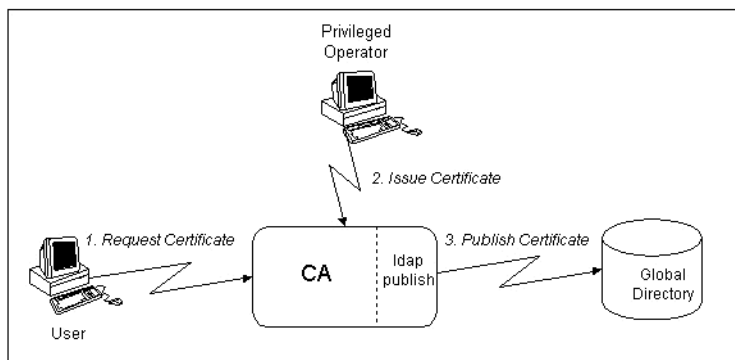 Privileged
Operator
2. Issue Certificate
1. Request Certificate
CA
ldap
publish
3. Publish Certificate
Global
Directory
User